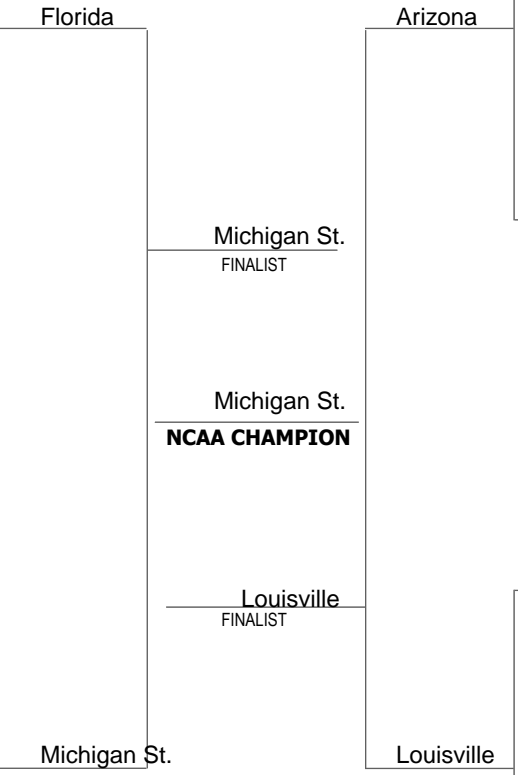 Florida
Arizona
Michigan St.
FINALIST
Michigan St.
NCAA CHAMPION
Louisville
FINALIST
Michigan St.
Louisville